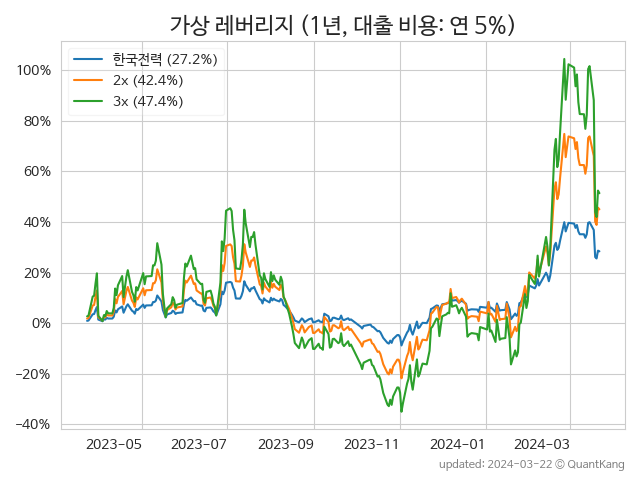 가상 레버리지 (1년, 대출 비용: 연 5%)
한국전력 (27.2%)
2x (42.4%)
3x (47.4%)
100%
80%
60%
40%
20%
0%
−20%
−40%
2023-05
2023-07
2023-09
2023-11
2024-01
2024-03
updated: 2024-03-22 © QuantKang